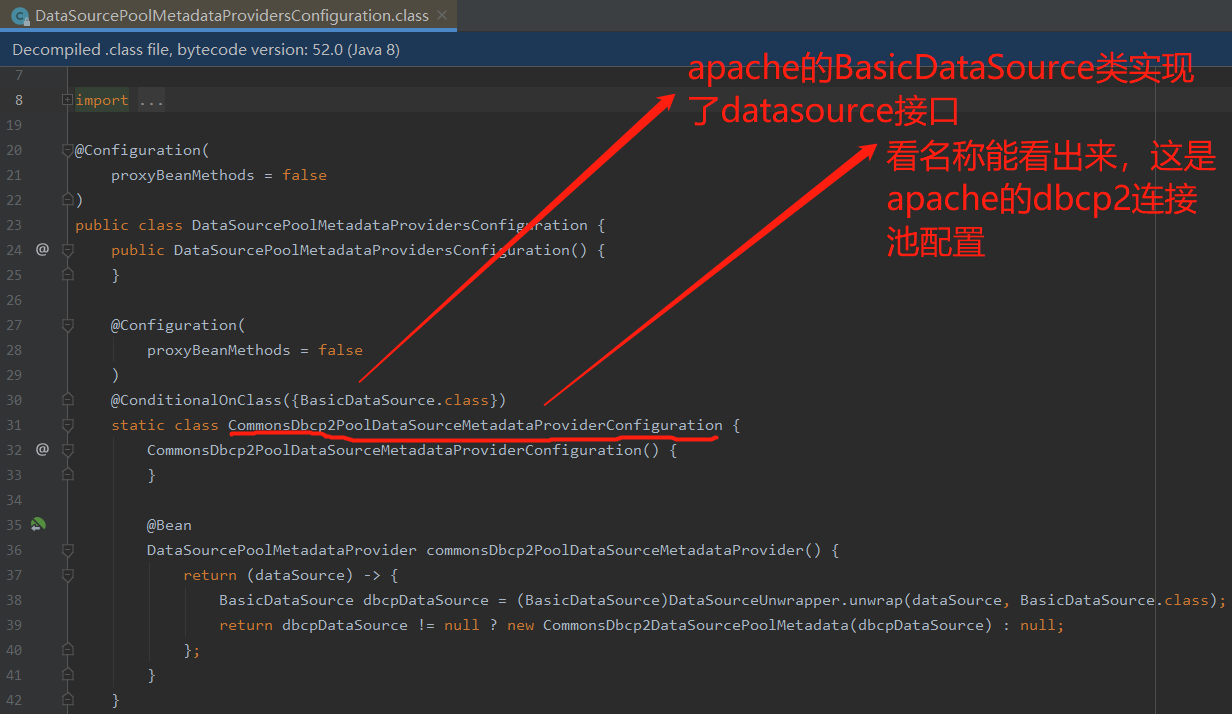 DataSourcePoolMetadataProvidersConfiguration.class
Decompiled .class file, bytecode version: 52.0 (Java 8)
apache的BasicDataSource类实现
了datasource接口
看名称能看出来，这是
apache的dbcp2连接
池配置
7
8 import ...
19
20 @Configuration(
21 proxyBeanMethods = false
22 )
23 public class DataSourcePoolMetadataProvidersConfiguration {
24 @ public DataSourcePoolMetadataProvidersConfiguration() {
25 }
26
27 @Configuration(
28 proxyBeanMethods = false
29 )
30 @ConditionalOnClass({BasicDataSource.class})
31 static class CommonsDbcp2PoolDataSourceMetadataProviderConfiguration {
32 @ CommonsDbcp2PoolDataSourceMetadataProviderConfiguration() {
33 }
34
35 @Bean
36 DataSourcePoolMetadataProvider commonsDbcp2PoolDataSourceMetadataProvider() {
37 return (dataSource) -> {
38 BasicDataSource dbcpDataSource = (BasicDataSource)DataSourceUnwrapper.unwrap(dataSource, BasicDataSource.class);
39 return dbcpDataSource != null ? new CommonsDbcp2DataSourcePoolMetadata(dbcpDataSource) : null;
40 };
41 }
42 }